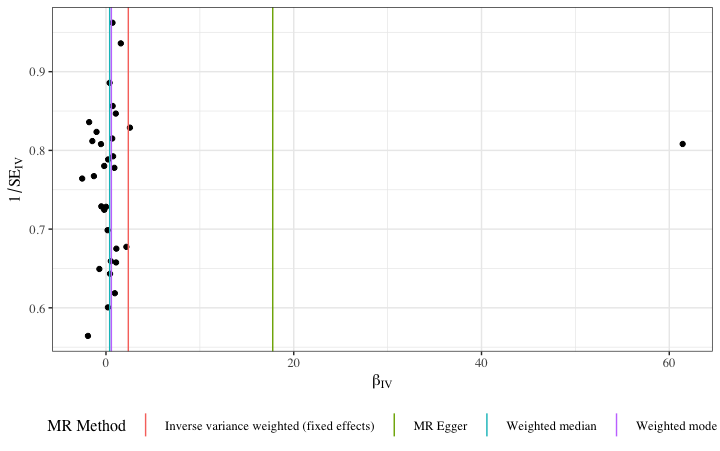 0.9
0.8
0.7
0.6
1/SE_IV
0 20 40 60
β_IV
MR Method Inverse variance weighted (fixed effects) MR Egger Weighted median Weighted mode